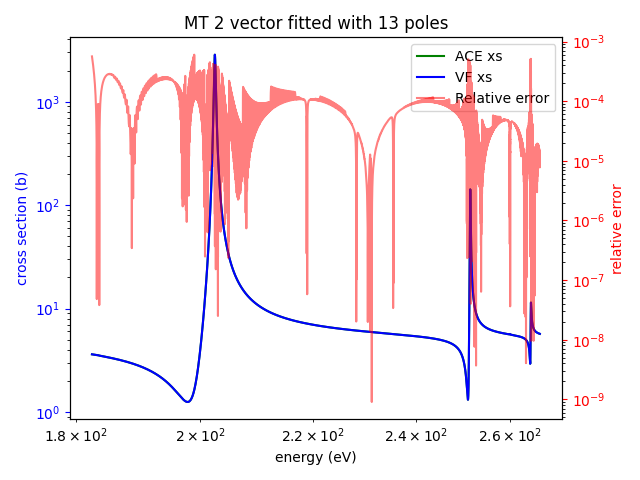 MT 2 vector fitted with 13 poles
ACE xs
VF xs
Relative error
cross section (b)
10³
10²
10¹
10⁰
10⁻³
10⁻⁴
10⁻⁵
10⁻⁶
10⁻⁷
10⁻⁸
10⁻⁹
relative error
1.8 × 10² 2 × 10² 2.2 × 10² 2.4 × 10² 2.6 × 10²
energy (eV)